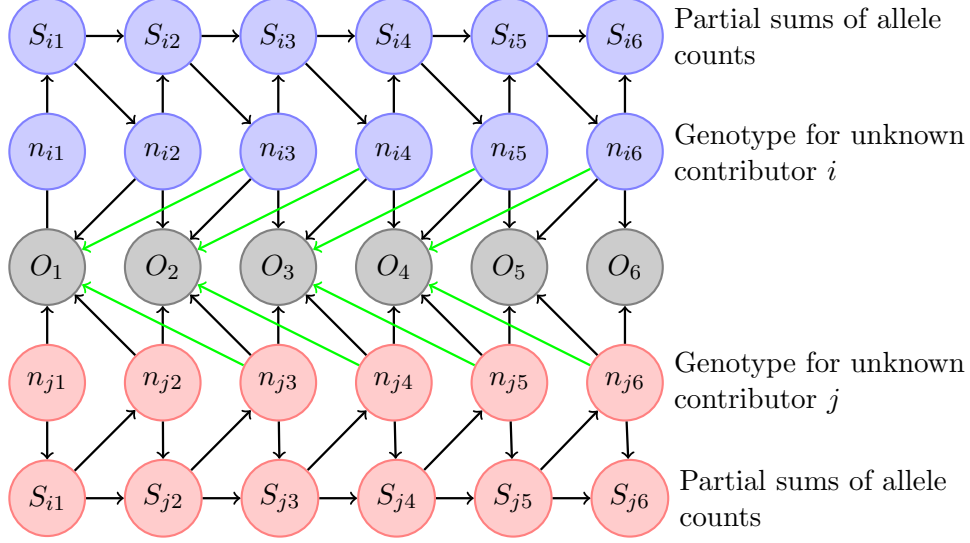 S_{i1} S_{i2} S_{i3} S_{i4} S_{i5} S_{i6} Partial sums of allele
counts
n_{i1} n_{i2} n_{i3} n_{i4} n_{i5} n_{i6} Genotype for unknown
contributor i
O_1 O_2 O_3 O_4 O_5 O_6
n_{j1} n_{j2} n_{j3} n_{j4} n_{j5} n_{j6} Genotype for unknown
contributor j
S_{i1} S_{j2} S_{j3} S_{j4} S_{j5} S_{j6} Partial sums of allele
counts